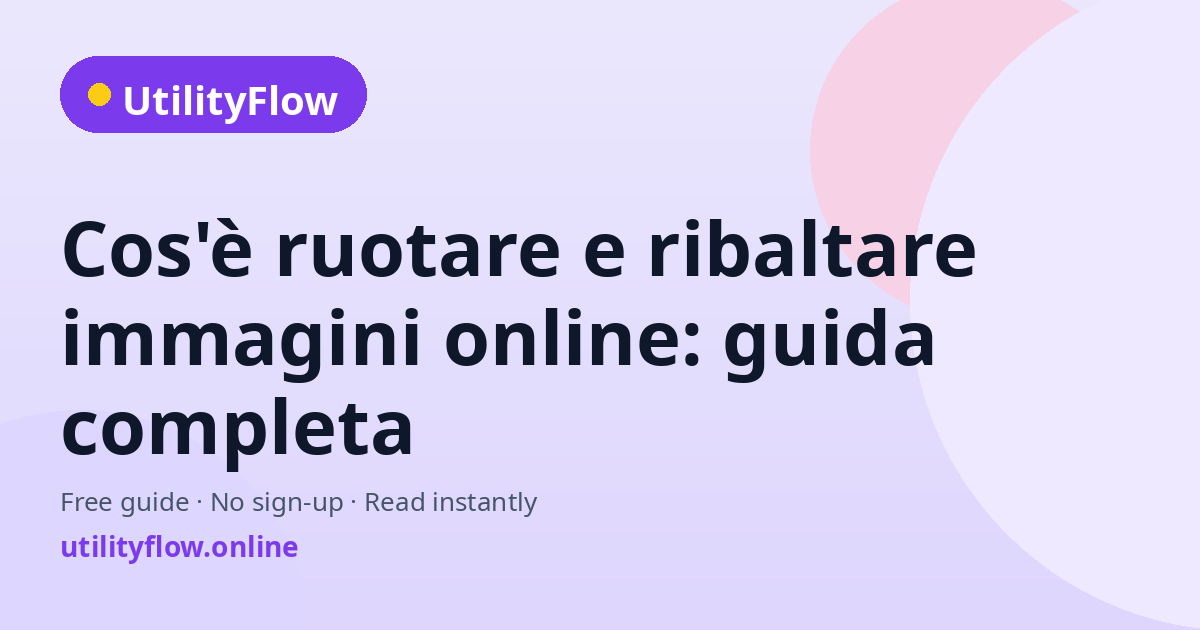 UtilityFlow
Cos'è ruotare e ribaltare
immagini online: guida
completa
Free guide · No sign-up · Read instantly
utilityflow.online